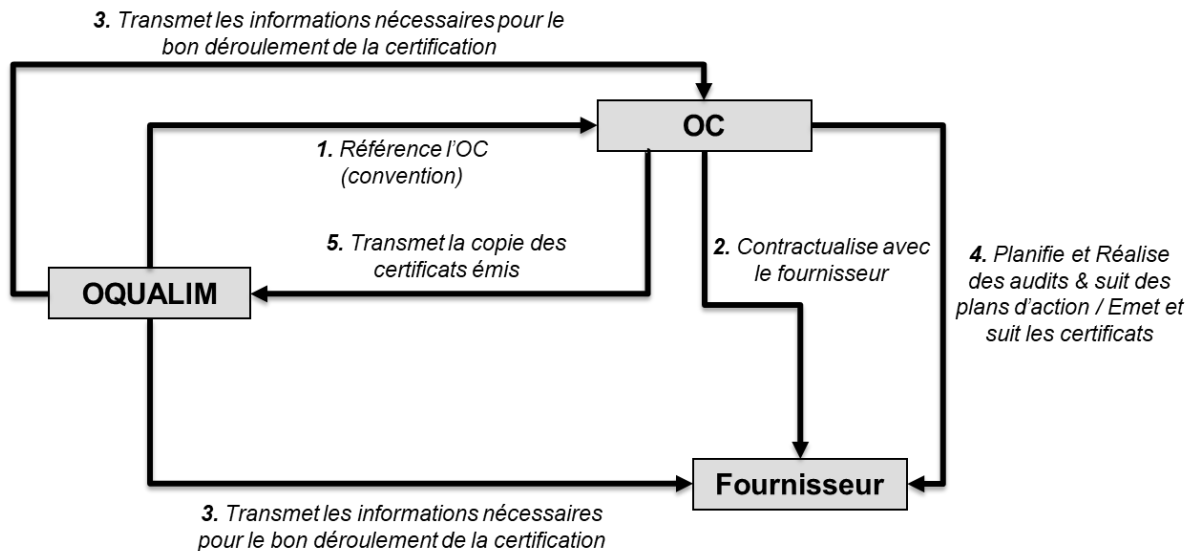 3. Transmet les informations nécessaires pour le
bon déroulement de la certification
OC
1. Référence l'OC
(convention)
5. Transmet la copie des
certificats émis
2. Contractualise avec
le fournisseur
4. Planifie et Réalise
des audits & suit des
plans d'action / Emet et
suit les certificats
OQUALIM
Fournisseur
3. Transmet les informations nécessaires
pour le bon déroulement de la certification